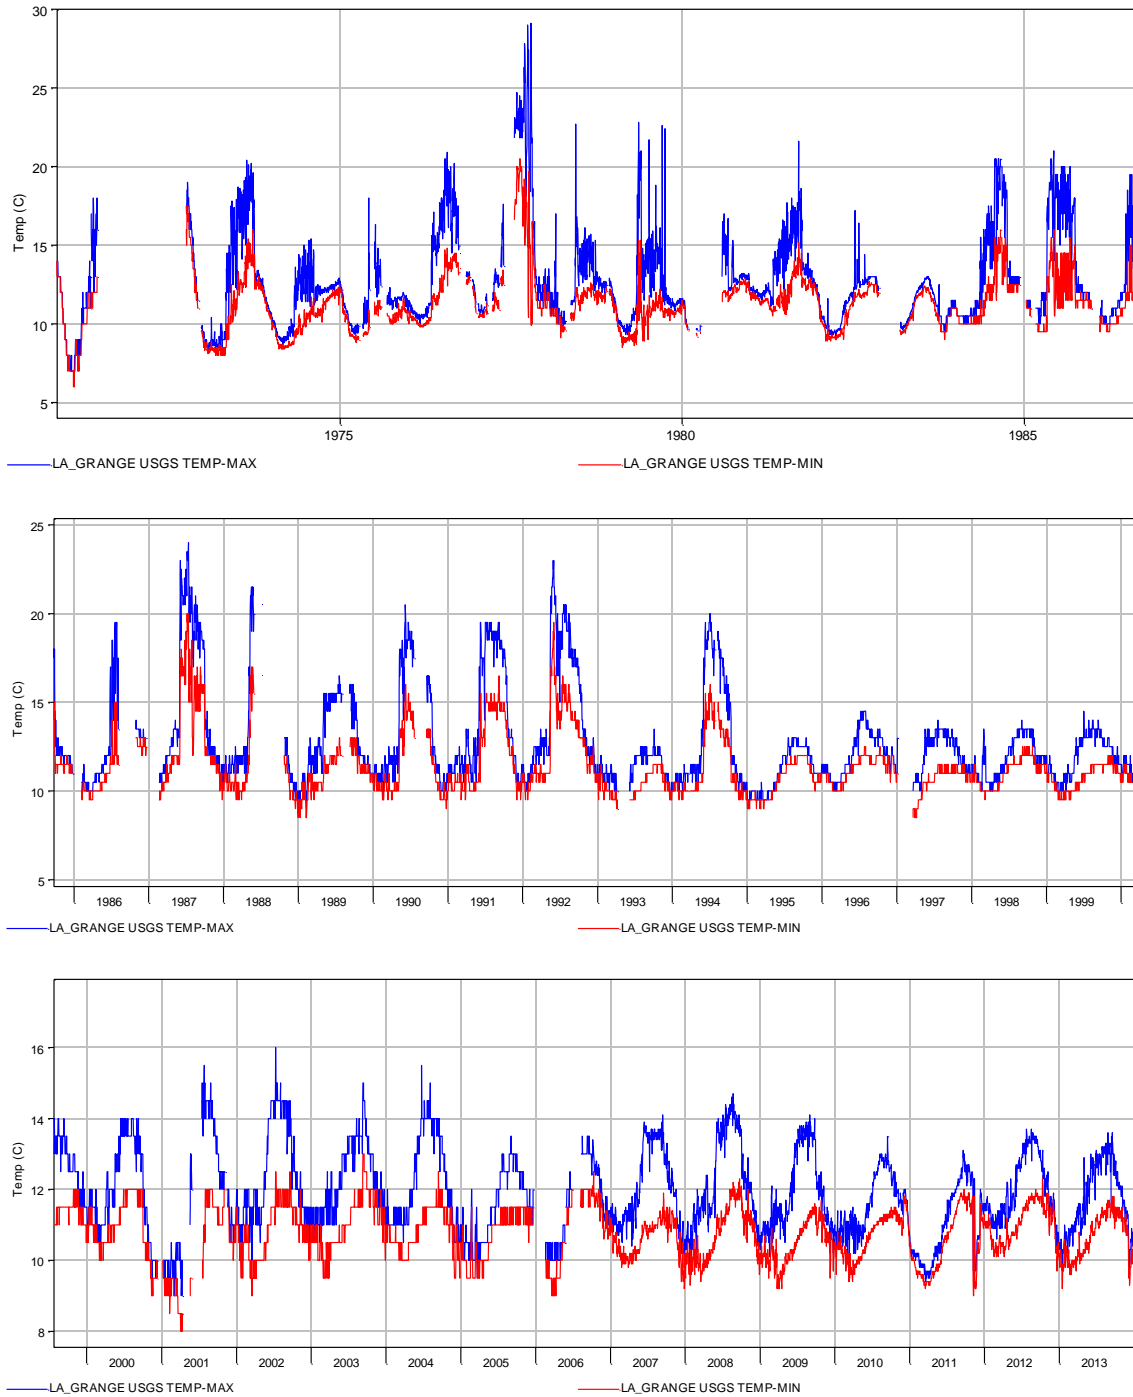 30
25
20
15
10
5
Temp (C)
1975
1980
1985
LA_GRANGE USGS TEMP-MAX
LA_GRANGE USGS TEMP-MIN
25
20
15
10
5
Temp (C)
1986 1987 1988 1989 1990 1991 1992 1993 1994 1995 1996 1997 1998 1999
LA_GRANGE USGS TEMP-MAX
LA_GRANGE USGS TEMP-MIN
16
14
12
10
8
Temp (C)
2000 2001 2002 2003 2004 2005 2006 2007 2008 2009 2010 2011 2012 2013
LA_GRANGE USGS TEMP-MAX
LA_GRANGE USGS TEMP-MIN